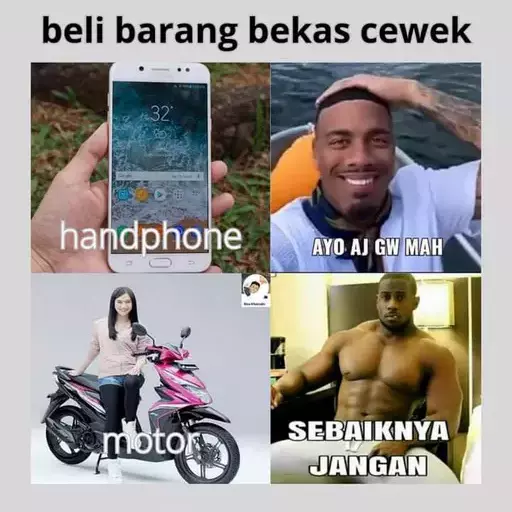 beli barang bekas cewek
32°
handphone
AYO AJ GW MAH
motor
SEBAIKNYA
JANGAN